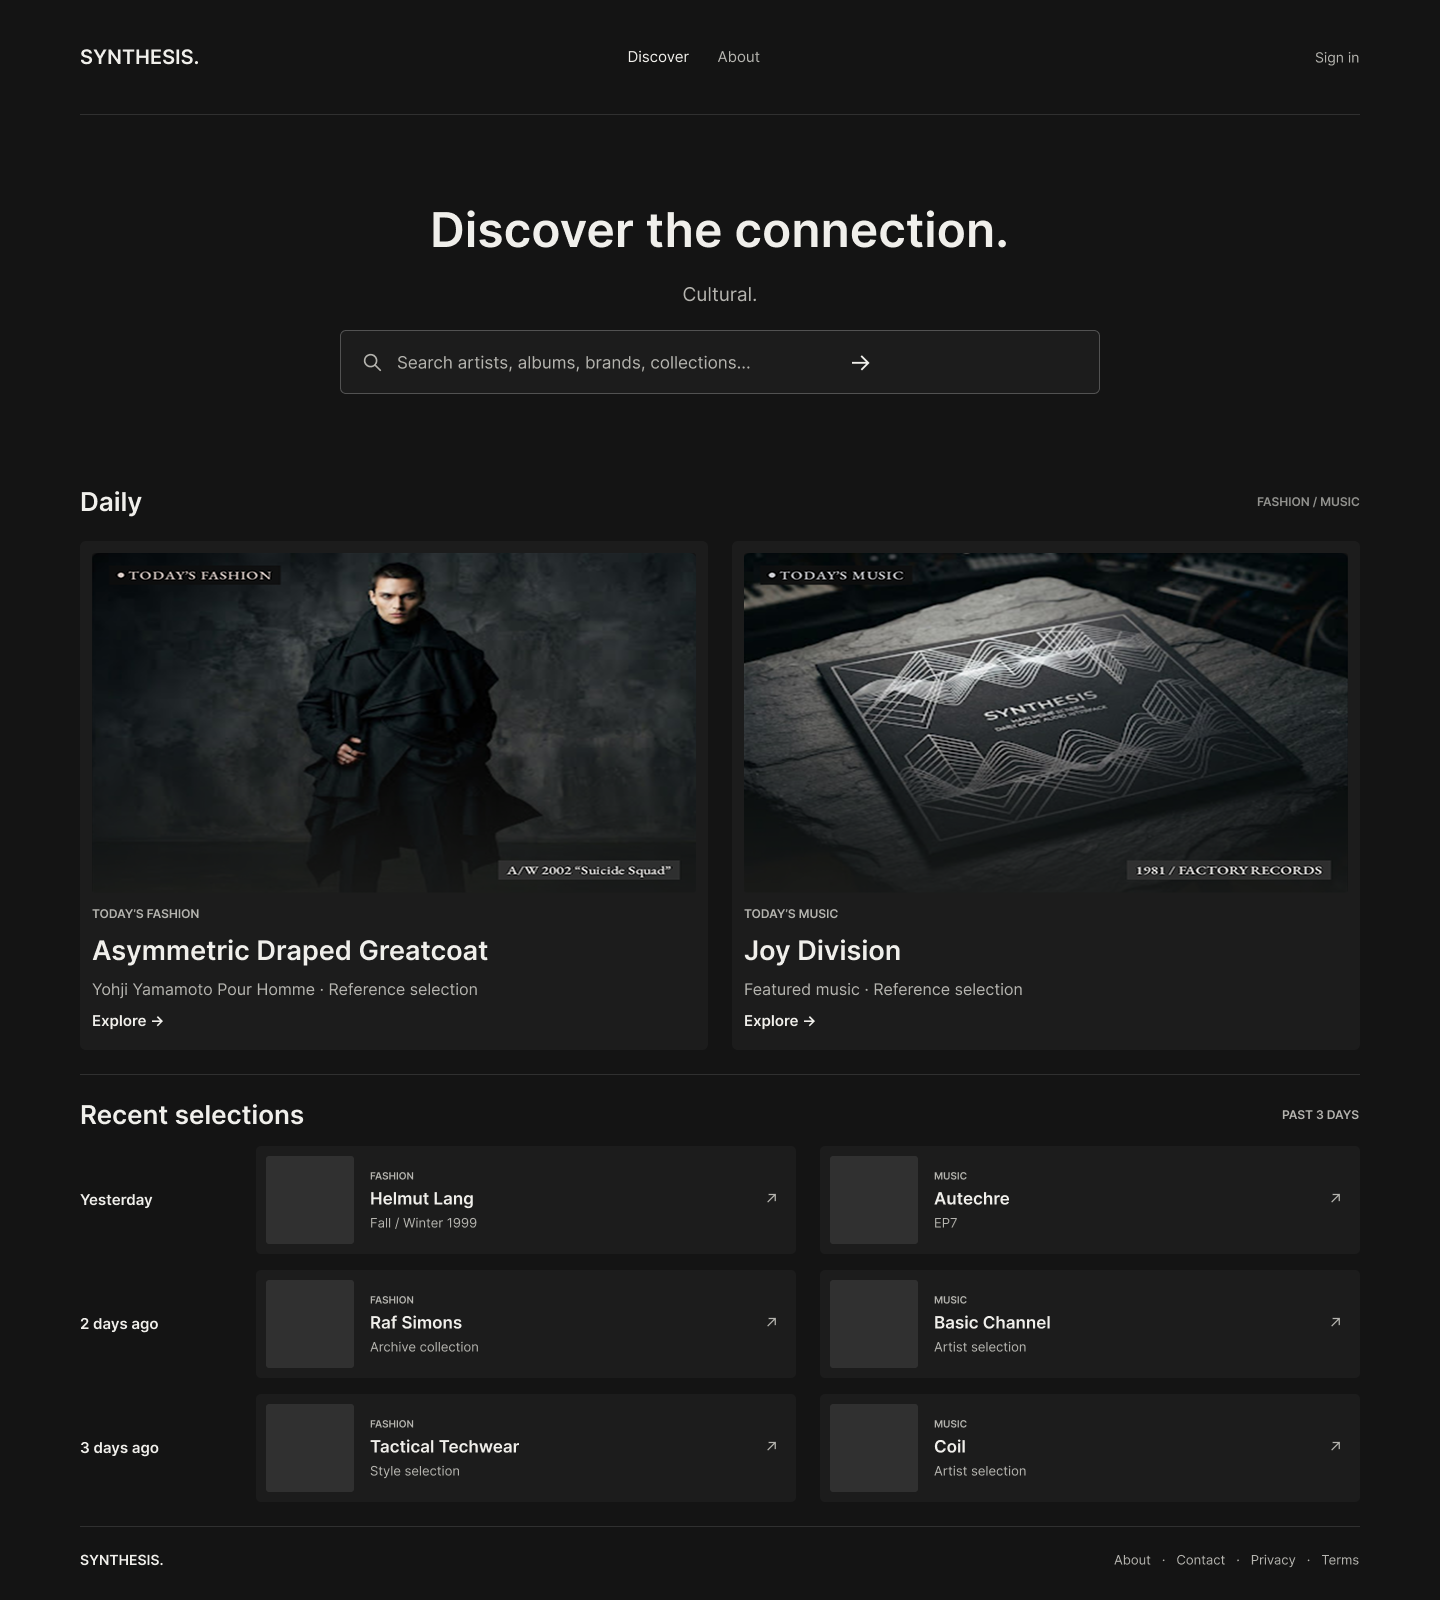 SYNTHESIS.
Discover
About
Sign in
Discover the connection.
Cultural.
Search artists, albums, brands, collections...
→
Daily
FASHION / MUSIC
• TODAY'S FASHION
A/W 2002 “Suicide Squad”
TODAY'S FASHION
Asymmetric Draped Greatcoat
Yohji Yamamoto Pour Homme · Reference selection
Explore →
• TODAY'S MUSIC
SYNTHESIS
1981 / FACTORY RECORDS
TODAY'S MUSIC
Joy Division
Featured music · Reference selection
Explore →
Recent selections
PAST 3 DAYS
Yesterday
FASHION
Helmut Lang
Fall / Winter 1999
MUSIC
Autechre
EP7
2 days ago
FASHION
Raf Simons
Archive collection
MUSIC
Basic Channel
Artist selection
3 days ago
FASHION
Tactical Techwear
Style selection
MUSIC
Coil
Artist selection
SYNTHESIS.
About · Contact · Privacy · Terms